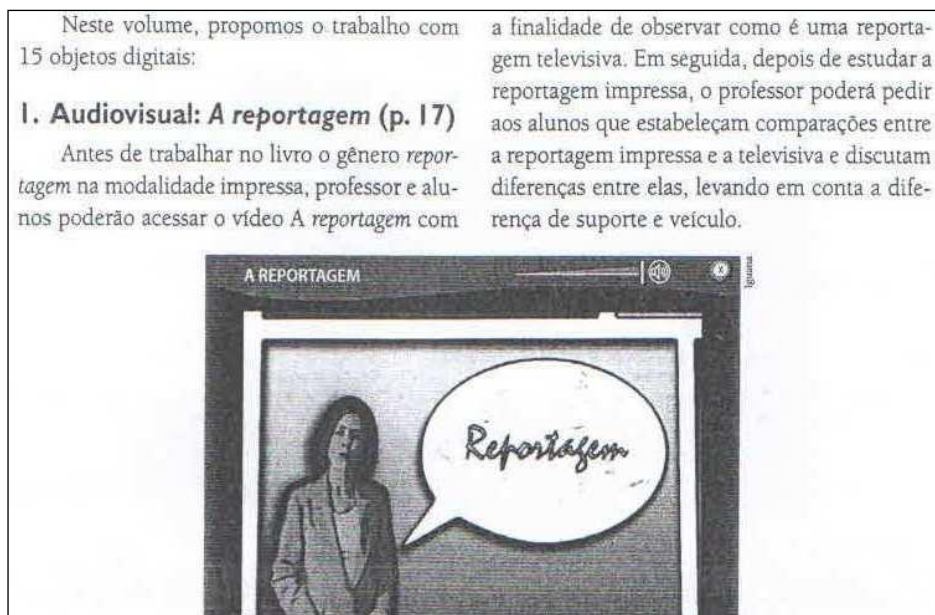 Neste volume, propomos o trabalho com
15 objetos digitais:
1. Audiovisual: A reportagem (p. 17)
Antes de trabalhar no livro o gênero repor-
tagem na modalidade impressa, professor e alu-
nos poderão acessar o vídeo A reportagem com
a finalidade de observar como é uma reporta-
gem televisiva. Em seguida, depois de estudar a
reportagem impressa, o professor poderá pedir
aos alunos que estabeleçam comparações entre
a reportagem impressa e a televisiva e discutam
diferenças entre elas, levando em conta a dife-
rença de suporte e veículo.
A REPORTAGEM
X
Iguana
Reportagem